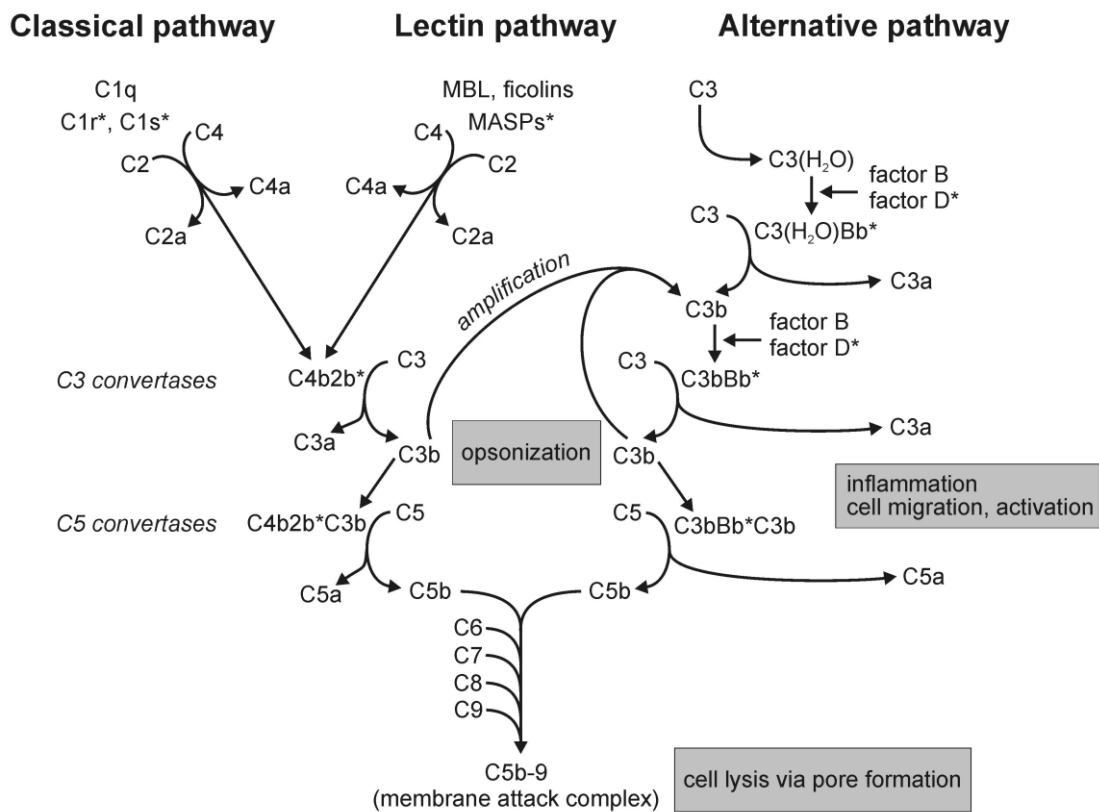 Classical pathway
Lectin pathway
Alternative pathway
C1q
C1r*, C1s*
C4
C2
C4a
C2a
MBL, ficolins
MASPs*
C4
C2
C4a
C2a
C3
C3(H₂O)
factor B
factor D*
C3
C3(H₂O)Bb*
C3a
amplification
C3b
factor B
factor D*
C3 convertases
C4b2b*
C3
C3a
C3b
opsonization
C3
C3bBb*
C3a
C3b
inflammation
cell migration, activation
C5 convertases
C4b2b*C3b
C5
C5a
C5b
C5
C3bBb*C3b
C5a
C5b
C6
C7
C8
C9
C5b-9
(membrane attack complex)
cell lysis via pore formation